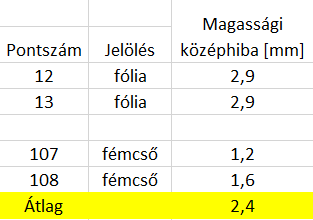 Magassági
Pontszám Jelölés középhiba [mm]
12 fólia 2,9
13 fólia 2,9
107 fémcső 1,2
108 fémcső 1,6
Átlag 2,4